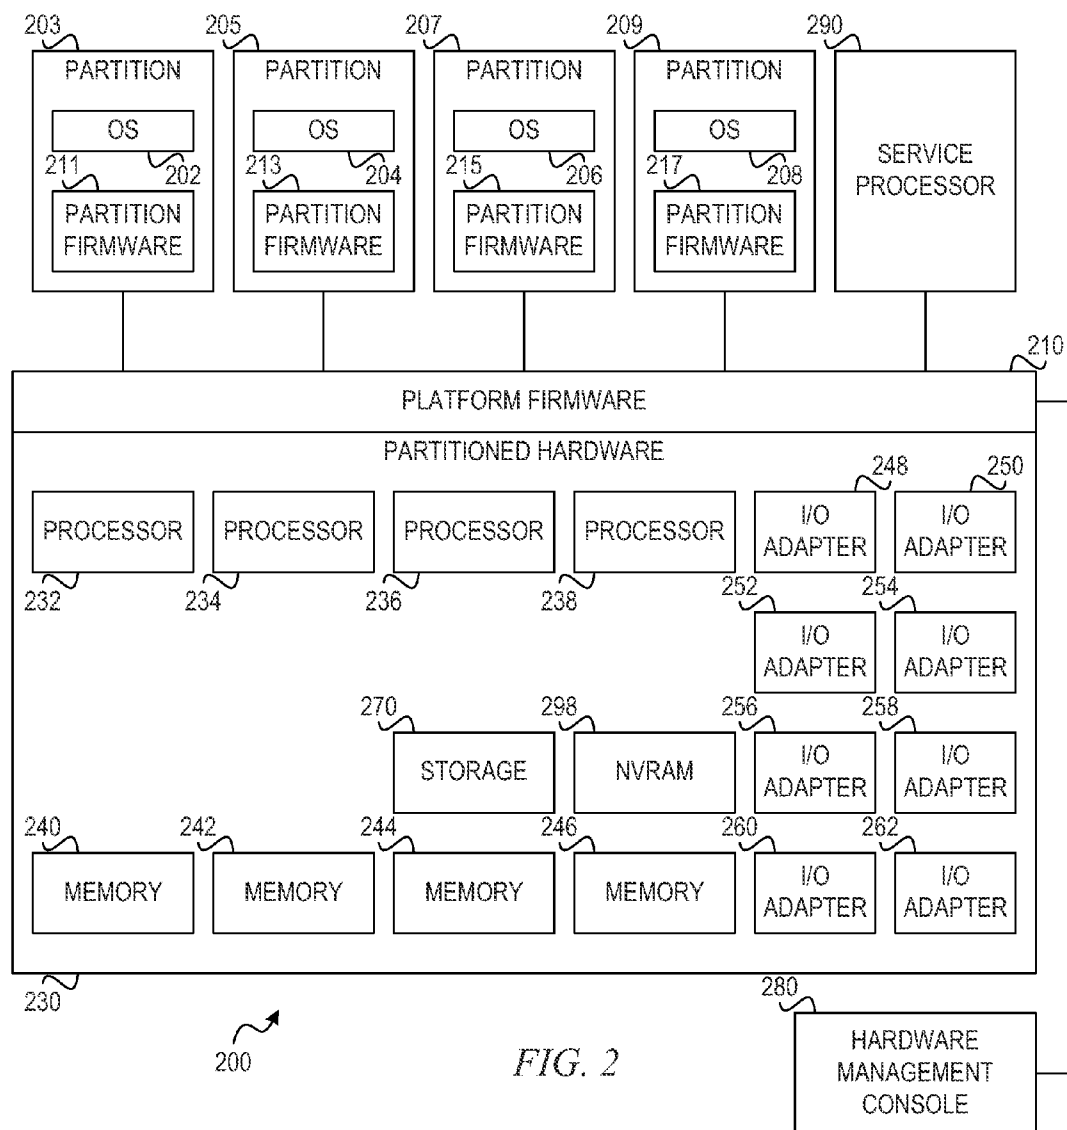 203 205 207 209 290
PARTITION PARTITION PARTITION PARTITION
OS OS OS OS
SERVICE
PROCESSOR
211 202 213 204 215 206 217 208
PARTITION PARTITION PARTITION PARTITION
FIRMWARE FIRMWARE FIRMWARE FIRMWARE
210
PLATFORM FIRMWARE
PARTITIONED HARDWARE
248 250
PROCESSOR PROCESSOR PROCESSOR PROCESSOR
I/O I/O
ADAPTER ADAPTER
232 234 236 238 252 254
I/O I/O
ADAPTER ADAPTER
270 298 256 258
STORAGE NVRAM
I/O I/O
ADAPTER ADAPTER
240 242 244 246 260 262
MEMORY MEMORY MEMORY MEMORY
I/O I/O
ADAPTER ADAPTER
230
280
200
FIG. 2
HARDWARE
MANAGEMENT
CONSOLE